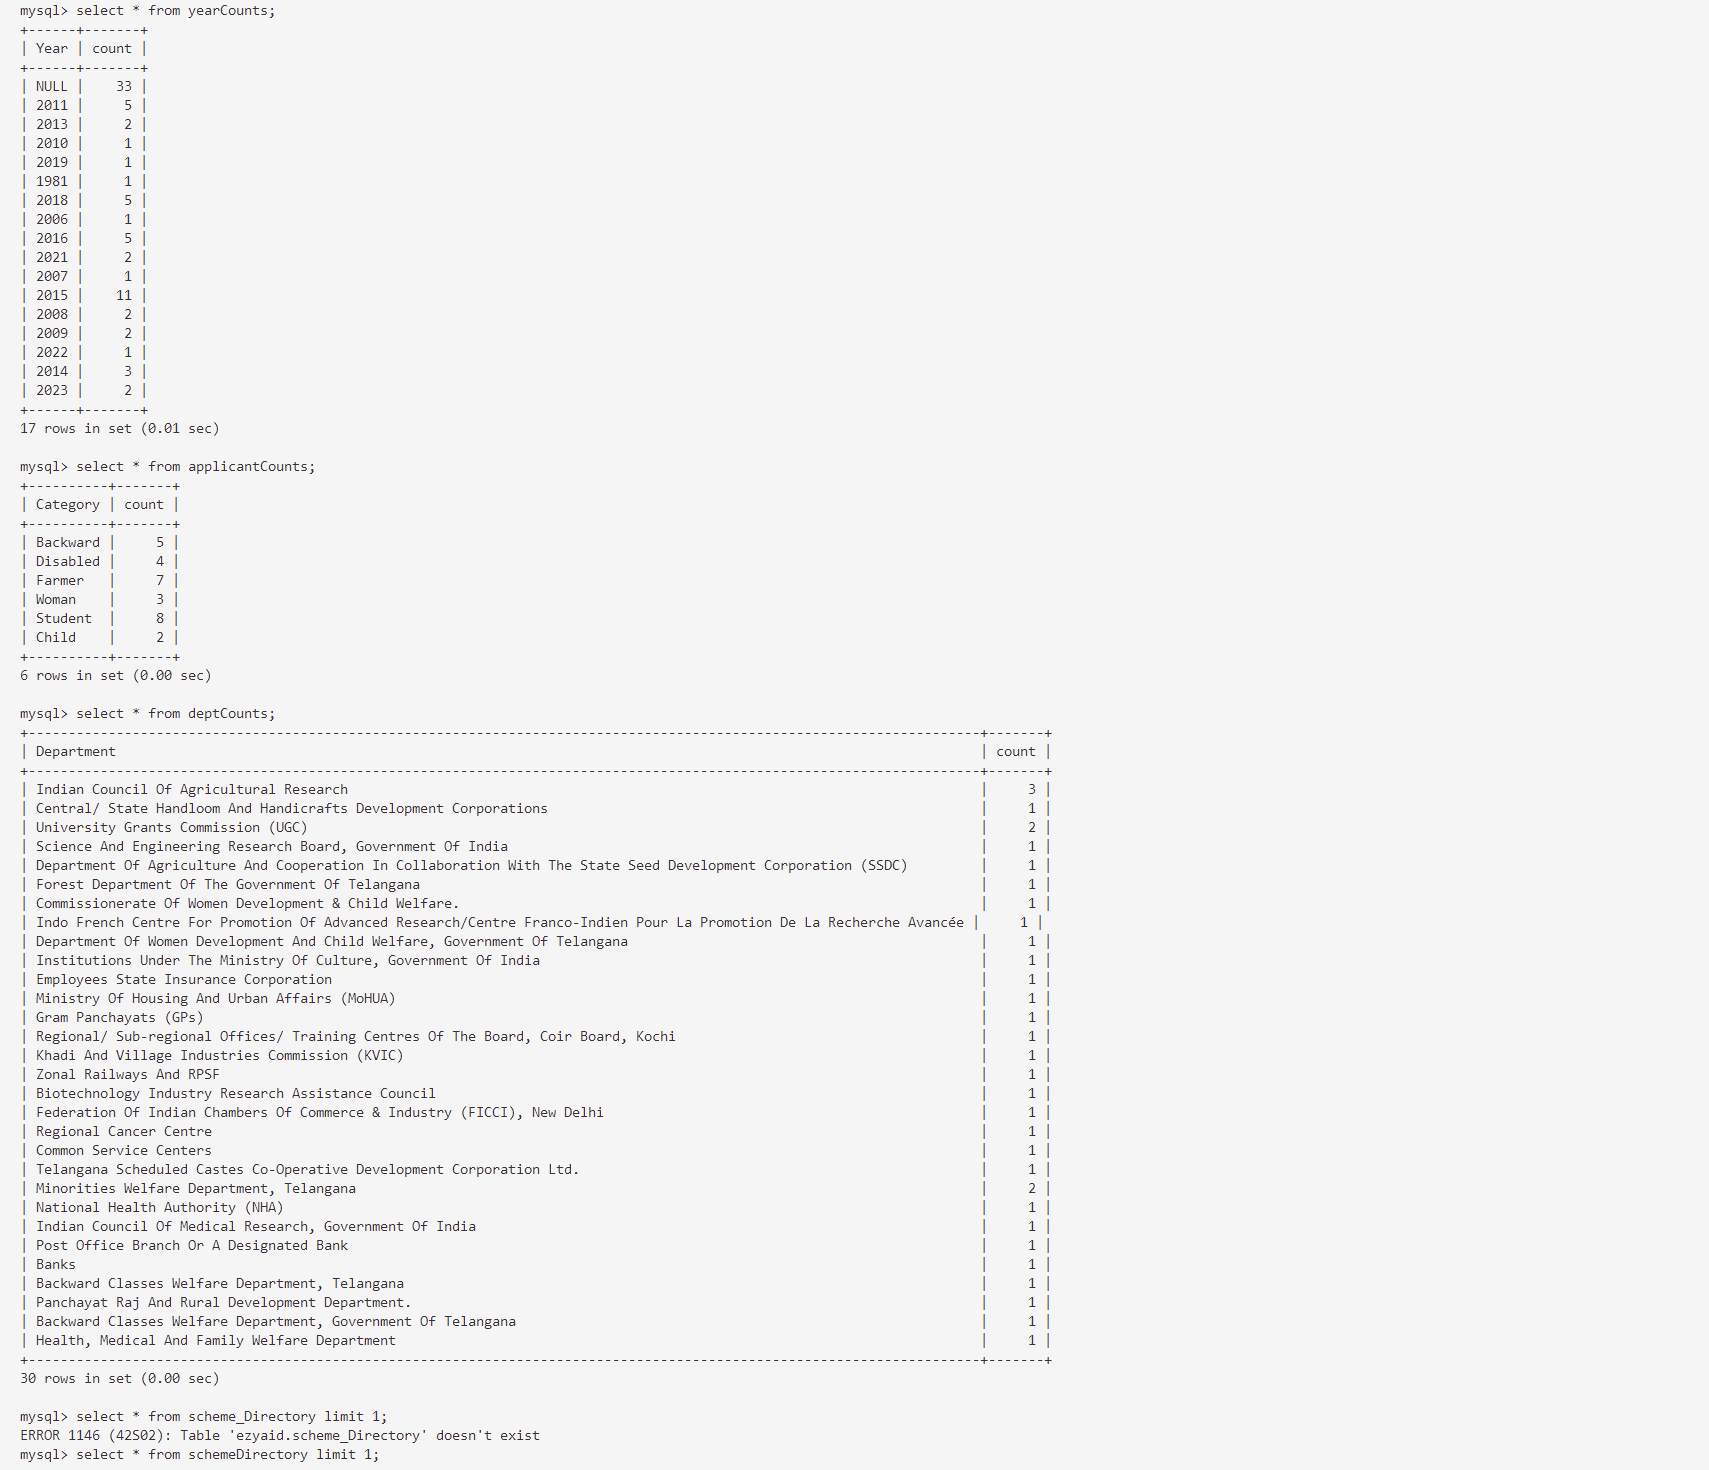 mysql> select * from yearCounts;
+------+-------+
| Year | count |
+------+-------+
| NULL |    33 |
| 2011 |     5 |
| 2013 |     2 |
| 2010 |     1 |
| 2019 |     1 |
| 1981 |     1 |
| 2018 |     5 |
| 2006 |     1 |
| 2016 |     5 |
| 2021 |     2 |
| 2007 |     1 |
| 2015 |    11 |
| 2008 |     2 |
| 2009 |     2 |
| 2022 |     1 |
| 2014 |     3 |
| 2023 |     2 |
+------+-------+
17 rows in set (0.01 sec)

mysql> select * from applicantCounts;
+----------+-------+
| Category | count |
+----------+-------+
| Backward |     5 |
| Disabled |     4 |
| Farmer   |     7 |
| Woman    |     3 |
| Student  |     8 |
| Child    |     2 |
+----------+-------+
6 rows in set (0.00 sec)

mysql> select * from deptCounts;
+-----------------------------------------------------------------------------------------------------------------------+-------+
| Department                                                                                                            | count |
+-----------------------------------------------------------------------------------------------------------------------+-------+
| Indian Council Of Agricultural Research                                                                               |     3 |
| Central/ State Handloom And Handicrafts Development Corporations                                                      |     1 |
| University Grants Commission (UGC)                                                                                    |     2 |
| Science And Engineering Research Board, Government Of India                                                           |     1 |
| Department Of Agriculture And Cooperation In Collaboration With The State Seed Development Corporation (SSDC)         |     1 |
| Forest Department Of The Government Of Telangana                                                                      |     1 |
| Commissionerate Of Women Development & Child Welfare.                                                                 |     1 |
| Indo French Centre For Promotion Of Advanced Research/Centre Franco-Indien Pour La Promotion De La Recherche Avancée |     1 |
| Department Of Women Development And Child Welfare, Government Of Telangana                                            |     1 |
| Institutions Under The Ministry Of Culture, Government Of India                                                       |     1 |
| Employees State Insurance Corporation                                                                                 |     1 |
| Ministry Of Housing And Urban Affairs (MoHUA)                                                                         |     1 |
| Gram Panchayats (GPs)                                                                                                 |     1 |
| Regional/ Sub-regional Offices/ Training Centres Of The Board, Coir Board, Kochi                                      |     1 |
| Khadi And Village Industries Commission (KVIC)                                                                        |     1 |
| Zonal Railways And RPSF                                                                                               |     1 |
| Biotechnology Industry Research Assistance Council                                                                    |     1 |
| Federation Of Indian Chambers Of Commerce & Industry (FICCI), New Delhi                                               |     1 |
| Regional Cancer Centre                                                                                                |     1 |
| Common Service Centers                                                                                                |     1 |
| Telangana Scheduled Castes Co-Operative Development Corporation Ltd.                                                  |     1 |
| Minorities Welfare Department, Telangana                                                                              |     2 |
| National Health Authority (NHA)                                                                                       |     1 |
| Indian Council Of Medical Research, Government Of India                                                               |     1 |
| Post Office Branch Or A Designated Bank                                                                               |     1 |
| Banks                                                                                                                 |     1 |
| Backward Classes Welfare Department, Telangana                                                                        |     1 |
| Panchayat Raj And Rural Development Department.                                                                       |     1 |
| Backward Classes Welfare Department, Government Of Telangana                                                          |     1 |
| Health, Medical And Family Welfare Department                                                                         |     1 |
+-----------------------------------------------------------------------------------------------------------------------+-------+
30 rows in set (0.00 sec)

mysql> select * from scheme_Directory limit 1;
ERROR 1146 (42S02): Table 'ezyaid.scheme_Directory' doesn't exist
mysql> select * from schemeDirectory limit 1;